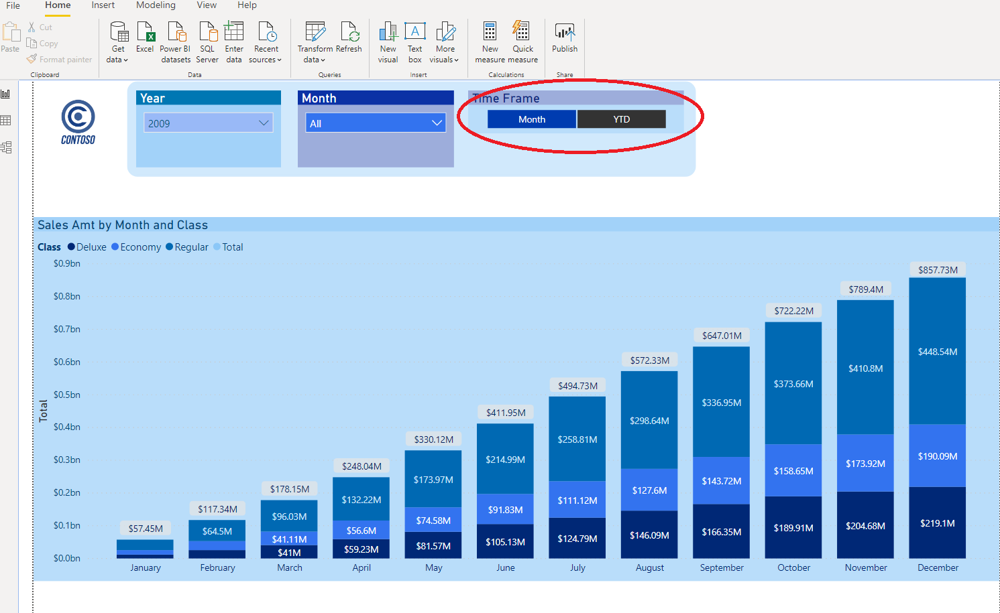 File Home Insert Modeling View Help
Paste
Cut
Copy
Format painter
Clipboard
Get data
Excel
Power BI datasets
SQL Server
Enter data
Recent sources
Data
Transform data
Refresh
Queries
New visual
Text box
More visuals
Insert
New measure
Quick measure
Calculations
Publish
Share
CONTOSO
Year
2009
Month
All
Time Frame
Month YTD
Sales Amt by Month and Class
Class Deluxe Economy Regular Total
Total
$0.9bn
$0.8bn
$0.7bn
$0.6bn
$0.5bn
$0.4bn
$0.3bn
$0.2bn
$0.1bn
$0.0bn
$57.45M
$117.34M
$64.5M
$178.15M
$96.03M
$41.11M
$41M
$248.04M
$132.22M
$56.6M
$59.23M
$330.12M
$173.97M
$74.58M
$81.57M
$411.95M
$214.99M
$91.83M
$105.13M
$494.73M
$258.81M
$111.12M
$124.79M
$572.33M
$298.64M
$127.6M
$146.09M
$647.01M
$336.95M
$143.72M
$166.35M
$722.22M
$373.66M
$158.65M
$189.91M
$789.4M
$410.8M
$173.92M
$204.68M
$857.73M
$448.54M
$190.09M
$219.1M
January February March April May June July August September October November December